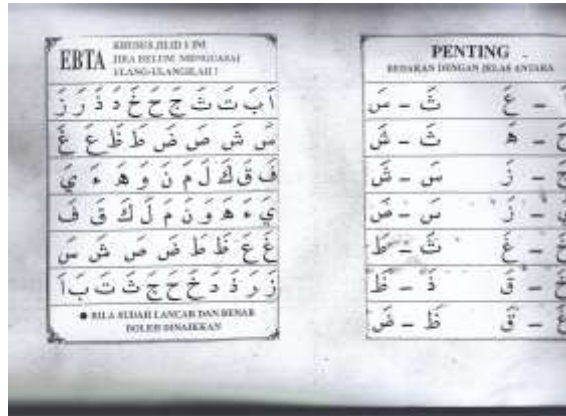 EBTA
KHUSUS JILID 1 INI
JIKA BELUM MENGUASAI
ULANG-ULANGILAH !
اَ بَ تَ ثَ جَ حَ خَ دَ ذَ رَ زَ
سَ شَ صَ ضَ طَ ظَ عَ غَ
فَ قَ كَ لَ مَ نَ وَ هَ ءَ يَ
يَ ءَ هَ وَ نَ مَ لَ كَ قَ فَ
غَ عَ ظَ طَ ضَ صَ شَ سَ
زَ رَ ذَ دَ خَ حَ جَ ثَ تَ بَ اَ
● BILA SUDAH LANCAR DAN BENAR
BOLEH DINAIKKAN
PENTING
BEDAKAN DENGAN JELAS ANTARA
– عَ ثَ – سَ
– هَ ثَ – شَ
– زَ سَ – شَ
– زَ سَ – صَ
– غَ ثَ – طَ
– قَ ذَ – ظَ
– قَ ظَ – ضَ